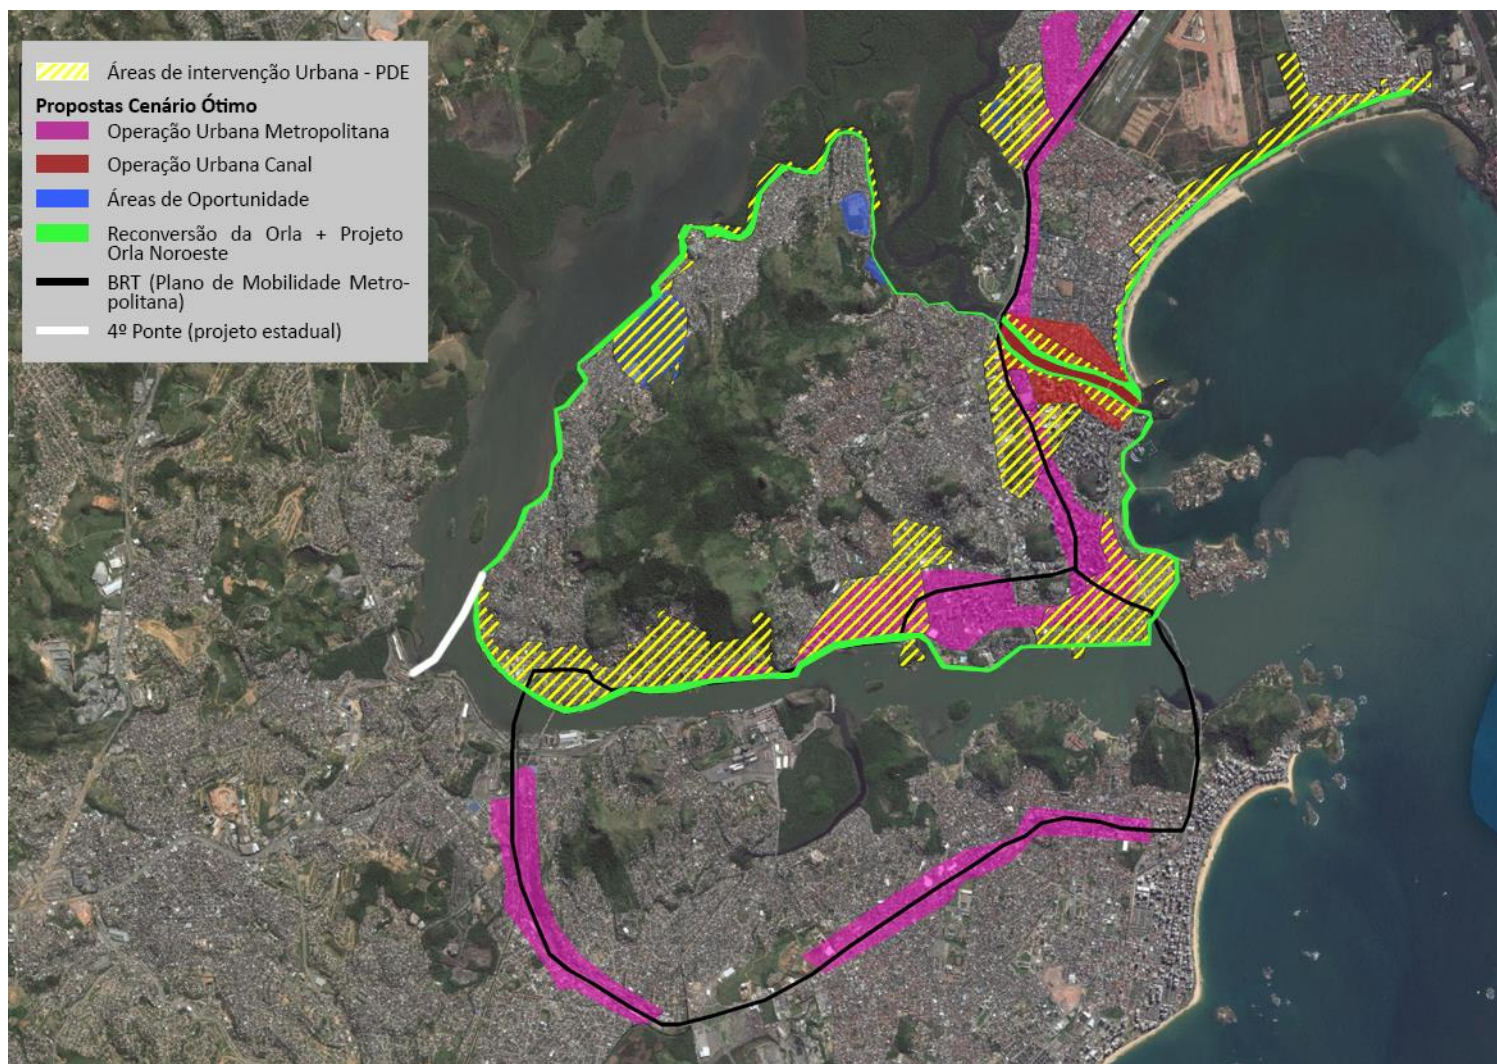 Áreas de intervenção Urbana - PDE
Propostas Cenário Ótimo
Operação Urbana Metropolitana
Operação Urbana Canal
Áreas de Oportunidade
Reconversão da Orla + Projeto
Orla Noroeste
BRT (Plano de Mobilidade Metro-
politana)
4º Ponte (projeto estadual)